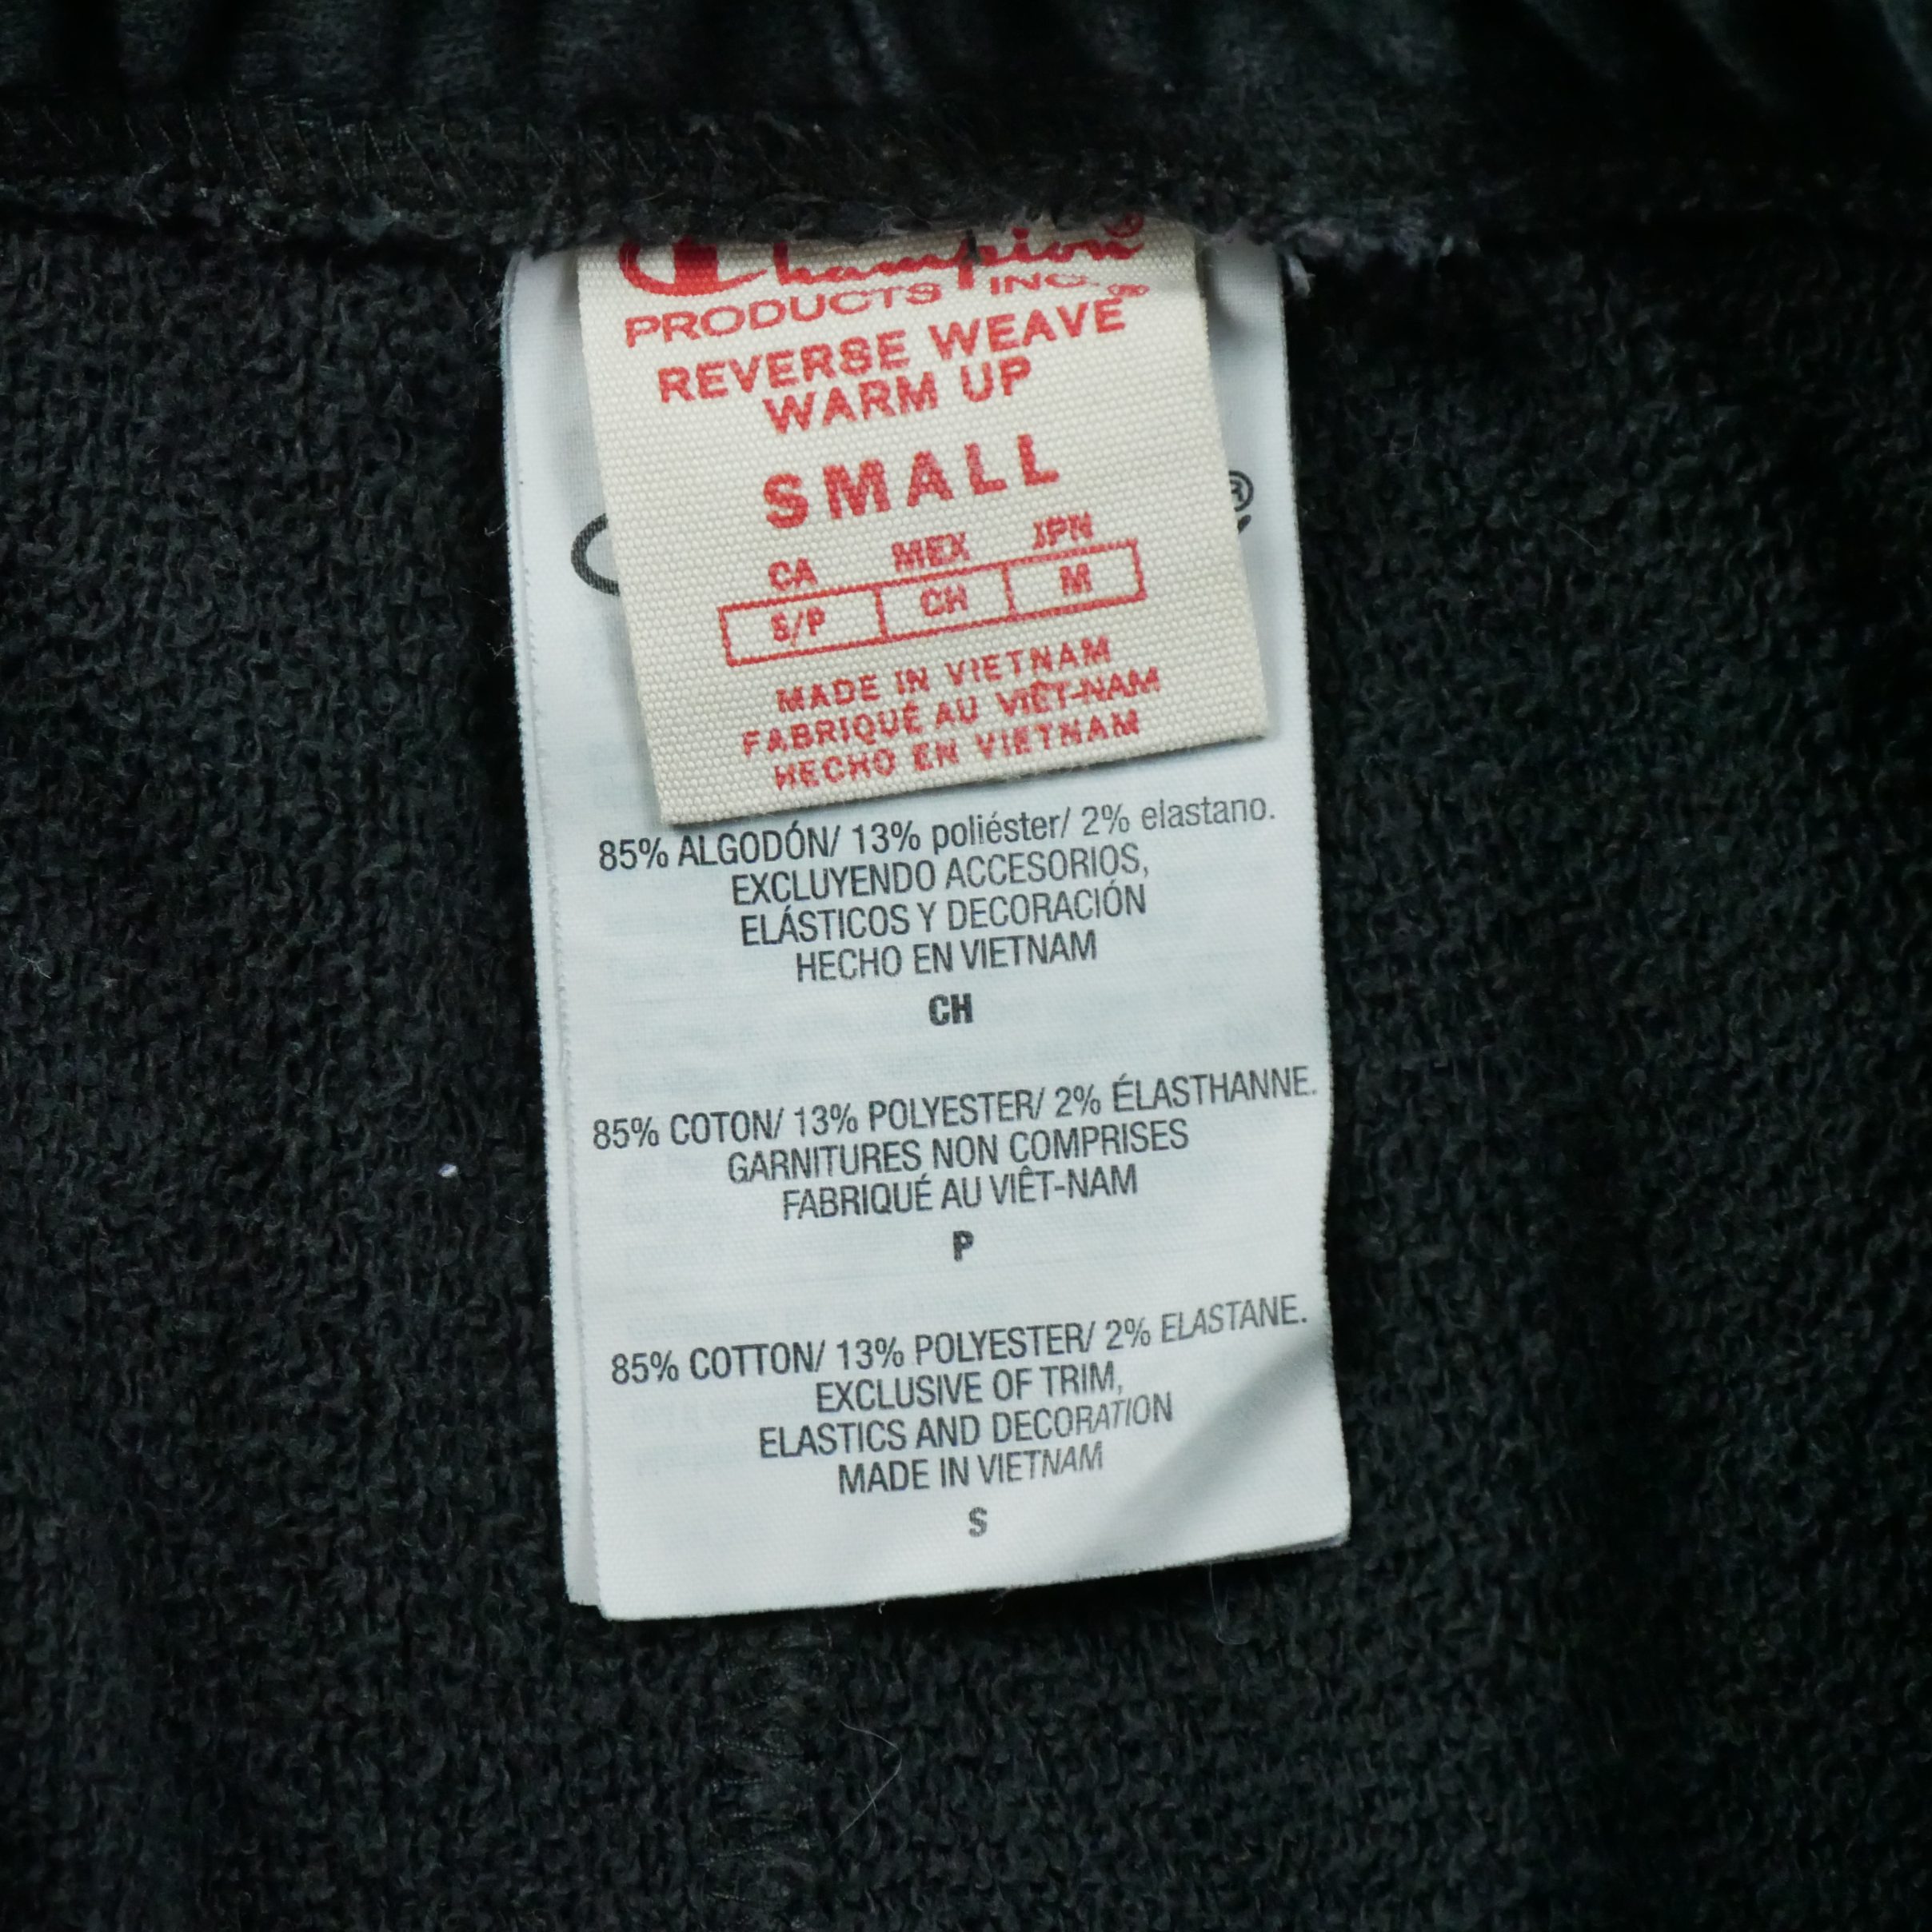 Champion®
PRODUCTS INC.
REVERSE WEAVE®
WARM UP
SMALL
CA MEX JPN
S/P CH M
MADE IN VIETNAM
FABRIQUÉ AU VIÊT-NAM
HECHO EN VIETNAM
®
85% ALGODÓN/ 13% poliéster/ 2% elastano.
EXCLUYENDO ACCESORIOS,
ELÁSTICOS Y DECORACIÓN
HECHO EN VIETNAM
CH
85% COTON/ 13% POLYESTER/ 2% ÉLASTHANNE.
GARNITURES NON COMPRISES
FABRIQUÉ AU VIÊT-NAM
P
85% COTTON/ 13% POLYESTER/ 2% ELASTANE.
EXCLUSIVE OF TRIM,
ELASTICS AND DECORATION
MADE IN VIETNAM
S